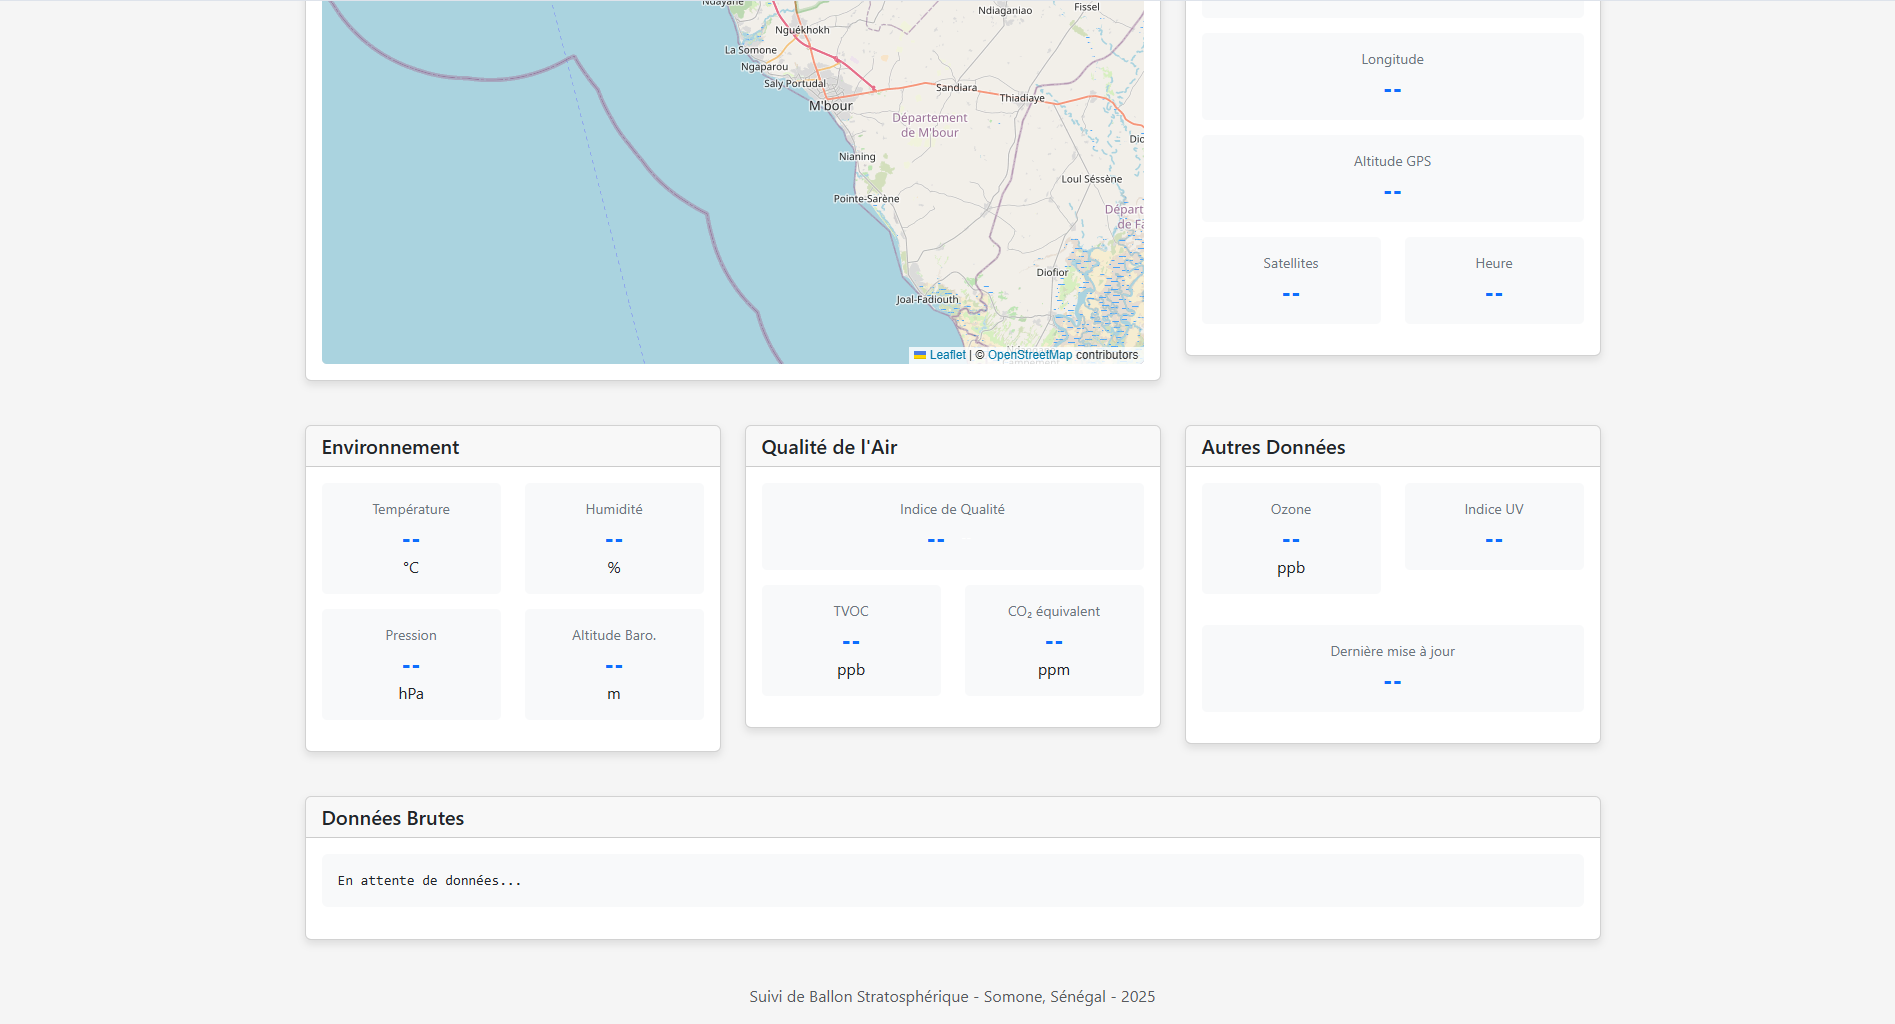 Ndayane
Ndiaganiao
Fissel
Nguékhokh
La Somone
Ngaparou
Saly Portudal
M'bour
Sandiara
Thiadiaye
Département
de M'bour
Nianing
Loul Séssène
Pointe-Sarène
Départ
de Fa
Diofior
Joal-Fadiouth
Leaflet | © OpenStreetMap contributors
Longitude
--
Altitude GPS
--
Satellites
--
Heure
--
Environnement
Température
--
°C
Humidité
--
%
Pression
--
hPa
Altitude Baro.
--
m
Qualité de l'Air
Indice de Qualité
--
TVOC
--
ppb
CO₂ équivalent
--
ppm
Autres Données
Ozone
--
ppb
Indice UV
--
Dernière mise à jour
--
Données Brutes
En attente de données...
Suivi de Ballon Stratosphérique - Somone, Sénégal - 2025